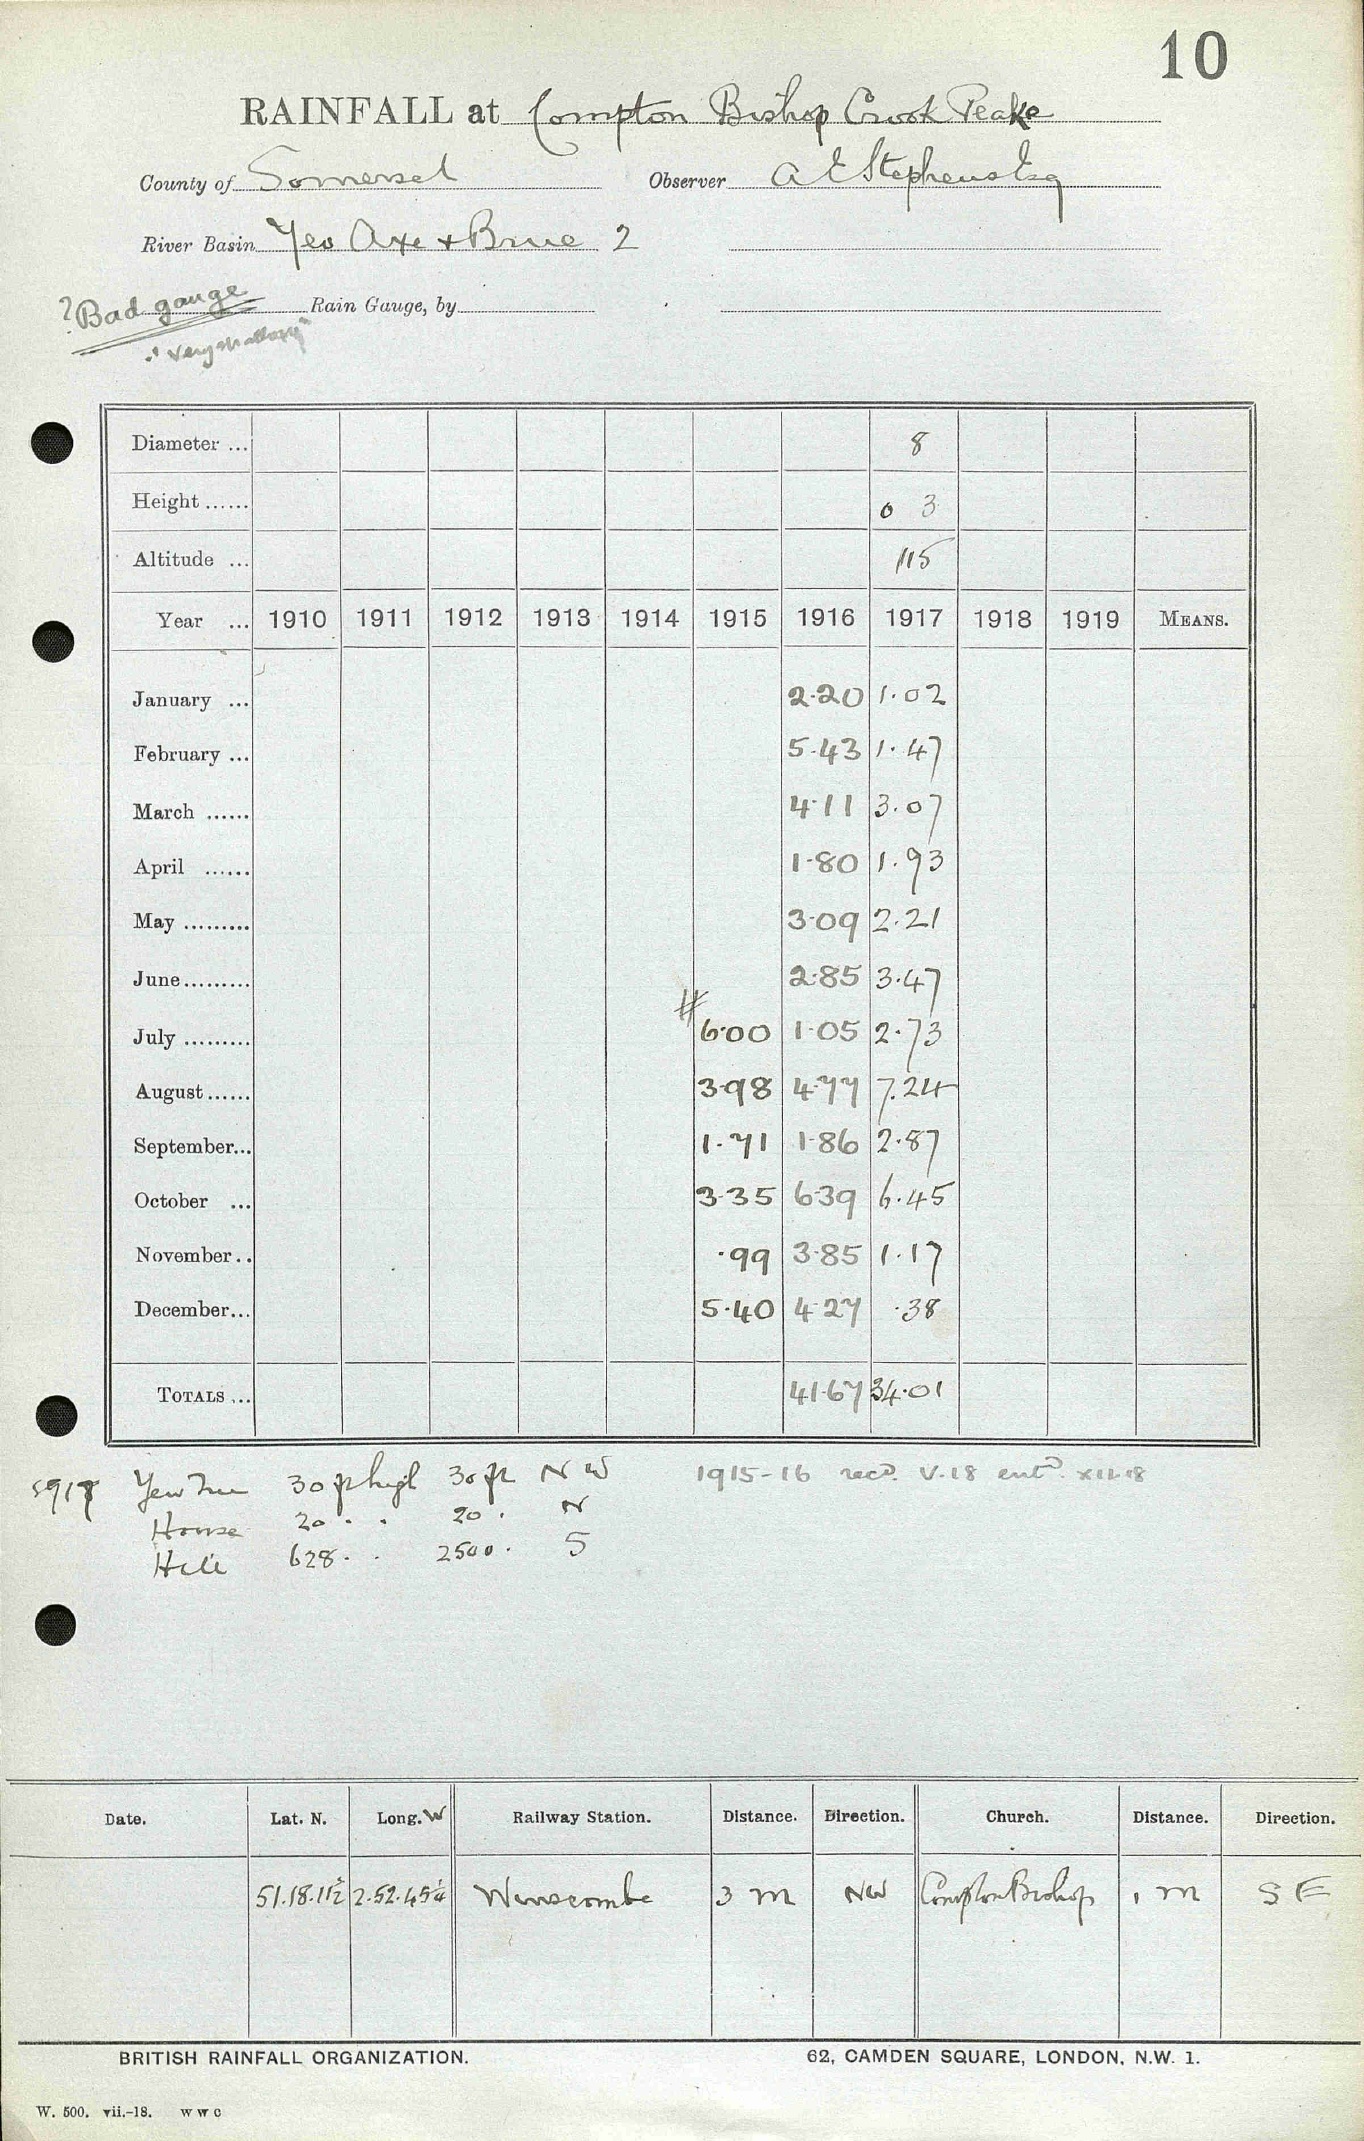 10
RAINFALL at Compton Bishop Crook Peake
County of Somerset Observer A E Stephens Esq
River Basin Yeo Axe + Brue 2
? Bad gauge Rain Gauge, by
"very shallow"
Diameter ... 8
Height ...... 0 3
Altitude ... 115
Year ... 1910 1911 1912 1913 1914 1915 1916 1917 1918 1919 MEANS.
January ... 2.20 1.02
February ... 5.43 1.47
March ...... 4.11 3.07
April ...... 1.80 1.93
May ......... 3.09 2.21
June......... 2.85 3.47
July ......... # 6.00 1.05 2.73
August...... 3.98 4.77 7.24
September... 1.71 1.86 2.87
October ... 3.35 6.39 6.45
November.. .99 3.85 1.17
December... 5.40 4.27 .38
TOTALS ... 41.67 34.01
1917 Yew Tree 30 ft high 30 ft N W 1915-16 recd. V.18 entd. XII.18
House 20 . . 20 . N
Hill 628 . . 2500 . S
Date. Lat. N. Long. W Railway Station. Distance. Direction. Church. Distance. Direction.
51.18.11½ 2.52.45¼ Winscombe 3 m NW Compton Bishop 1 m S E
BRITISH RAINFALL ORGANIZATION. 62, CAMDEN SQUARE, LONDON, N.W. 1.
W. 500. vii.-18. W W C